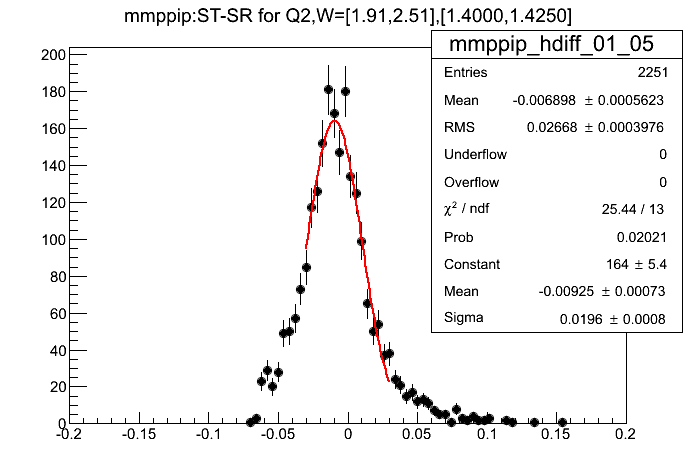 mmppip:ST-SR for Q2,W=[1.91,2.51],[1.4000,1.4250]
mmppip_hdiff_01_05
Entries 2251
Mean -0.006898 ± 0.0005623
RMS 0.02668 ± 0.0003976
Underflow 0
Overflow 0
χ² / ndf 25.44 / 13
Prob 0.02021
Constant 164 ± 5.4
Mean -0.00925 ± 0.00073
Sigma 0.0196 ± 0.0008
200
180
160
140
120
100
80
60
40
20
0
-0.2 -0.15 -0.1 -0.05 0 0.05 0.1 0.15 0.2